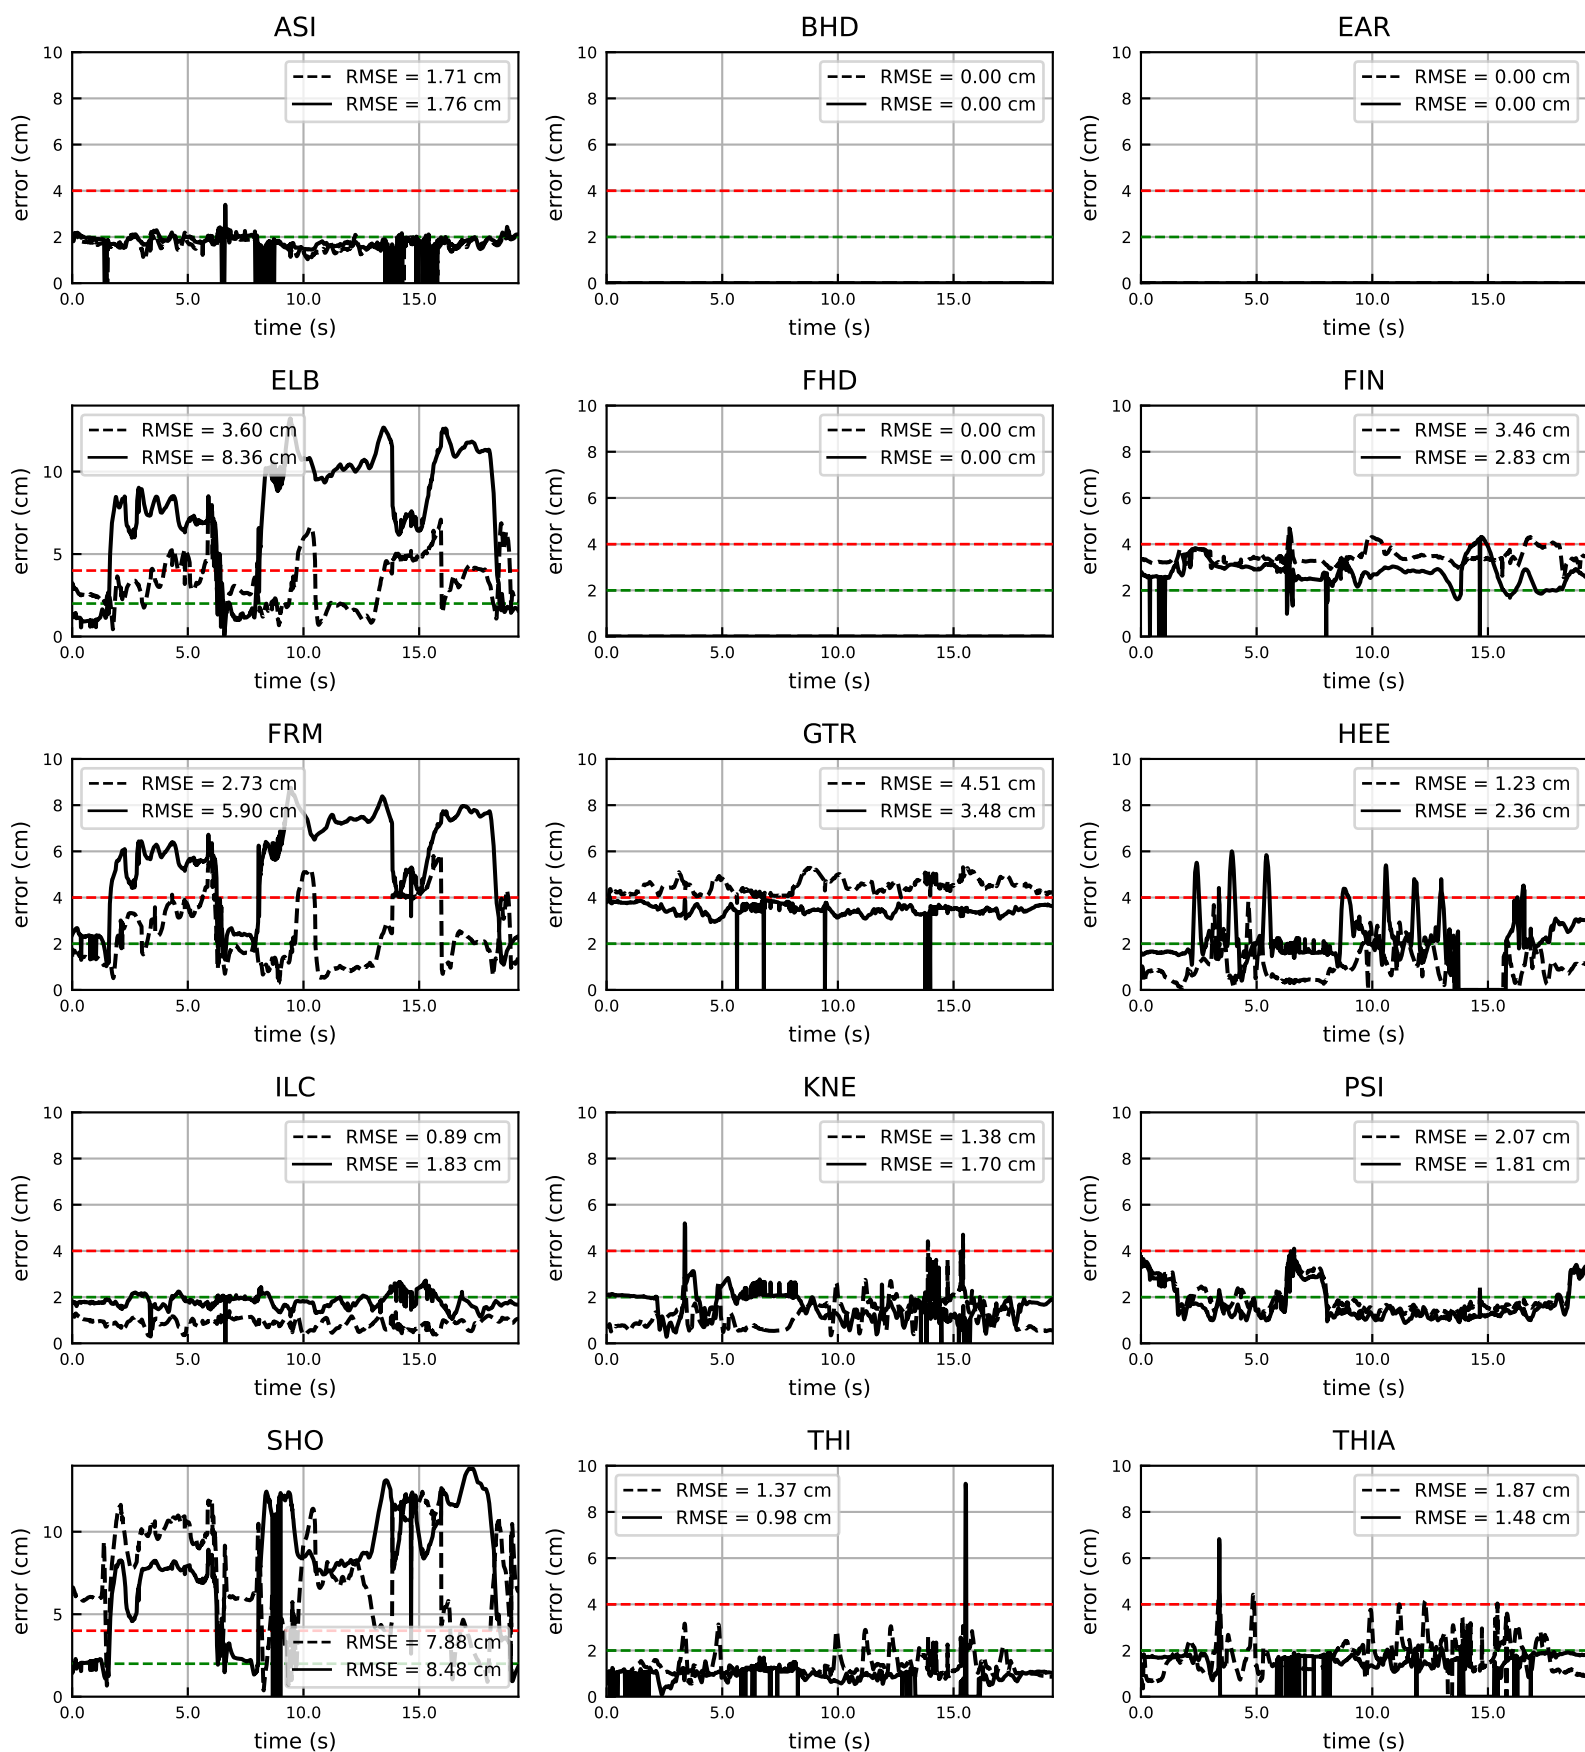 ASI
BHD
EAR
10
8
6
4
2
0
error (cm)
RMSE = 1.71 cm
RMSE = 1.76 cm
0.0 5.0 10.0 15.0
time (s)
10
8
6
4
2
0
error (cm)
RMSE = 0.00 cm
RMSE = 0.00 cm
0.0 5.0 10.0 15.0
time (s)
10
8
6
4
2
0
error (cm)
RMSE = 0.00 cm
RMSE = 0.00 cm
0.0 5.0 10.0 15.0
time (s)
ELB
FHD
FIN
10
5
0
error (cm)
RMSE = 3.60 cm
RMSE = 8.36 cm
0.0 5.0 10.0 15.0
time (s)
10
8
6
4
2
0
error (cm)
RMSE = 0.00 cm
RMSE = 0.00 cm
0.0 5.0 10.0 15.0
time (s)
10
8
6
4
2
0
error (cm)
RMSE = 3.46 cm
RMSE = 2.83 cm
0.0 5.0 10.0 15.0
time (s)
FRM
GTR
HEE
10
8
6
4
2
0
error (cm)
RMSE = 2.73 cm
RMSE = 5.90 cm
0.0 5.0 10.0 15.0
time (s)
10
8
6
4
2
0
error (cm)
RMSE = 4.51 cm
RMSE = 3.48 cm
0.0 5.0 10.0 15.0
time (s)
10
8
6
4
2
0
error (cm)
RMSE = 1.23 cm
RMSE = 2.36 cm
0.0 5.0 10.0 15.0
time (s)
ILC
KNE
PSI
10
8
6
4
2
0
error (cm)
RMSE = 0.89 cm
RMSE = 1.83 cm
0.0 5.0 10.0 15.0
time (s)
10
8
6
4
2
0
error (cm)
RMSE = 1.38 cm
RMSE = 1.70 cm
0.0 5.0 10.0 15.0
time (s)
10
8
6
4
2
0
error (cm)
RMSE = 2.07 cm
RMSE = 1.81 cm
0.0 5.0 10.0 15.0
time (s)
SHO
THI
THIA
10
5
0
error (cm)
RMSE = 7.88 cm
RMSE = 8.48 cm
0.0 5.0 10.0 15.0
time (s)
10
8
6
4
2
0
error (cm)
RMSE = 1.37 cm
RMSE = 0.98 cm
0.0 5.0 10.0 15.0
time (s)
10
8
6
4
2
0
error (cm)
RMSE = 1.87 cm
RMSE = 1.48 cm
0.0 5.0 10.0 15.0
time (s)